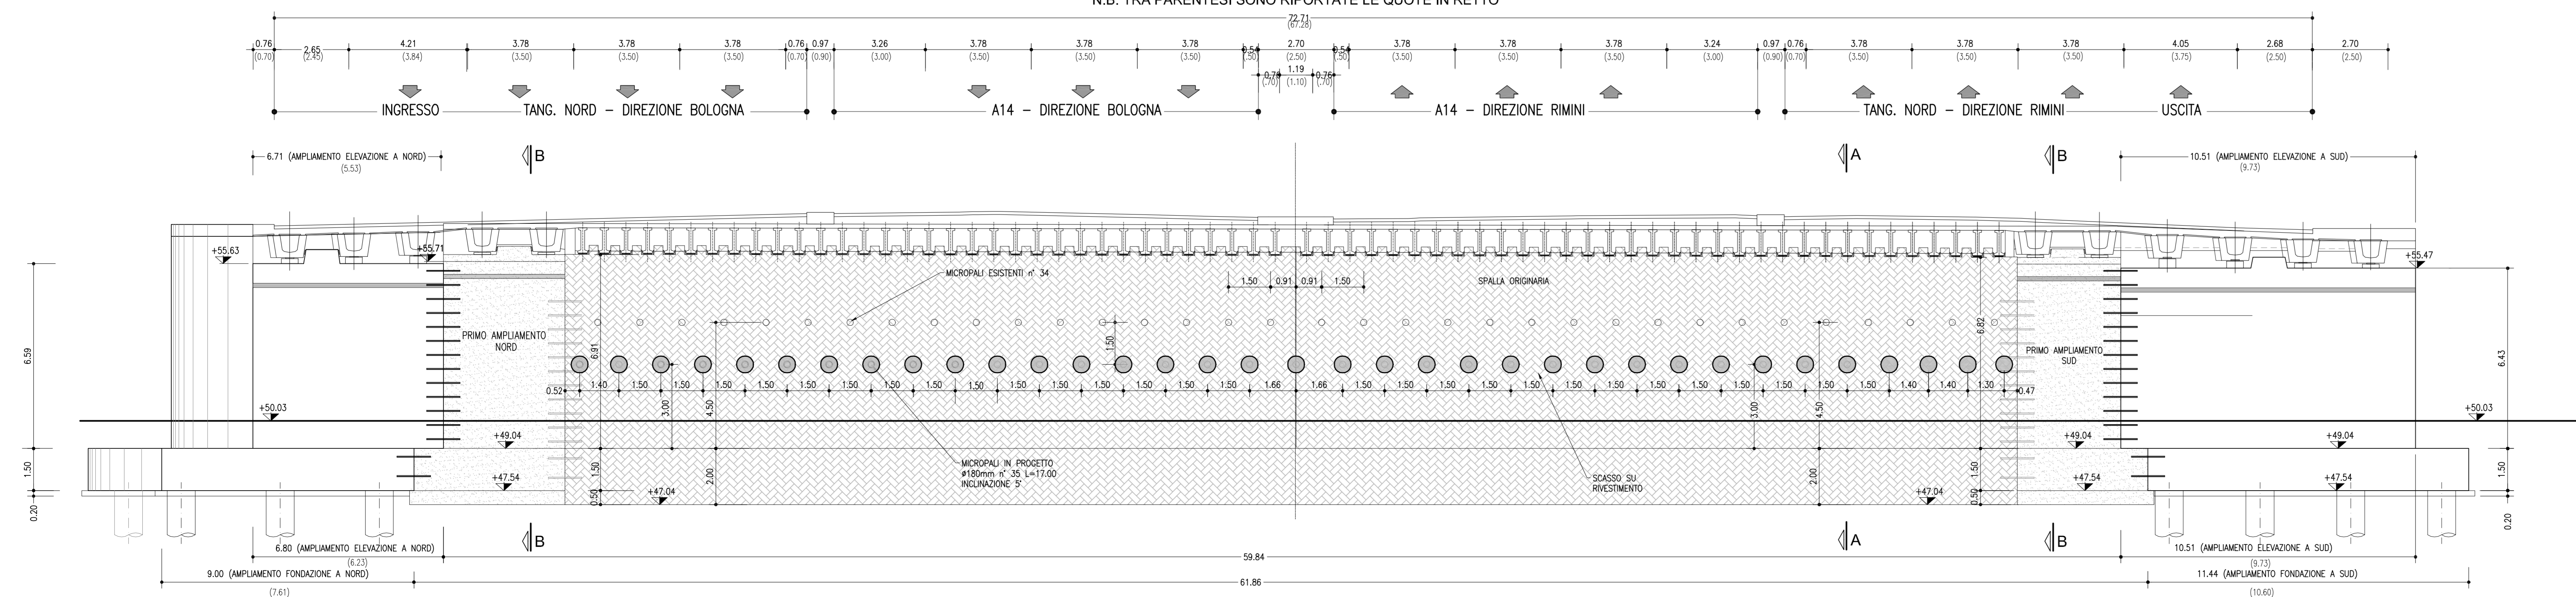 N.B. TRA PARENTESI SONO RIPORTATE LE QUOTE IN RETTO
72.71
(67.28)
0.76 2.65 4.21 3.78 3.78 3.78 0.76 0.97 3.26 3.78 3.78 3.78 0.54 2.70 0.54 3.78 3.78 3.78 3.24 0.97 0.76 3.78 3.78 3.78 4.05 2.68 2.70
(0.70) (2.45) (3.84) (3.50) (3.50) (3.50) (0.70) (0.90) (3.00) (3.50) (3.50) (3.50) (.50) (2.50) (.50) (3.50) (3.50) (3.50) (3.00) (0.90) (0.70) (3.50) (3.50) (3.50) (3.75) (2.50) (2.50)
0.76 1.19 0.76
(.70) (1.10) (.70)
INGRESSO TANG. NORD - DIREZIONE BOLOGNA A14 - DIREZIONE BOLOGNA A14 - DIREZIONE RIMINI TANG. NORD - DIREZIONE RIMINI USCITA
6.71 (AMPLIAMENTO ELEVAZIONE A NORD) B A B 10.51 (AMPLIAMENTO ELEVAZIONE A SUD)
(5.53) (9.73)
+55.63 +55.71 +55.47
MICROPALI ESISTENTI n° 34
1.50 0.91 0.91 1.50
SPALLA ORIGINARIA
PRIMO AMPLIAMENTO
NORD
PRIMO AMPLIAMENTO
SUD
6.59 6.91 1.50 6.82 6.43
0.52 1.40 1.50 1.50 1.50 1.50 1.50 1.50 1.50 1.50 1.50 1.50 1.50 1.50 1.50 1.50 1.66 1.66 1.50 1.50 1.50 1.50 1.50 1.50 1.50 1.50 1.50 1.50 1.50 1.50 1.40 1.40 1.30 0.47
3.00 4.50 3.00 4.50
+50.03 +50.03
+49.04 +49.04 +49.04
MICROPALI IN PROGETTO
ø180mm n° 35 L=17.00
INCLINAZIONE 5°
SCASSO SU
RIVESTIMENTO
1.50 1.50 2.00 2.00 1.50 1.50
+47.54 +47.54 +47.54
0.50 +47.04 +47.04 0.50
0.20 0.20
B A B
6.80 (AMPLIAMENTO ELEVAZIONE A NORD) 59.84 10.51 (AMPLIAMENTO ELEVAZIONE A SUD)
(6.23) (9.73)
9.00 (AMPLIAMENTO FONDAZIONE A NORD) 61.86 11.44 (AMPLIAMENTO FONDAZIONE A SUD)
(7.61) (10.60)